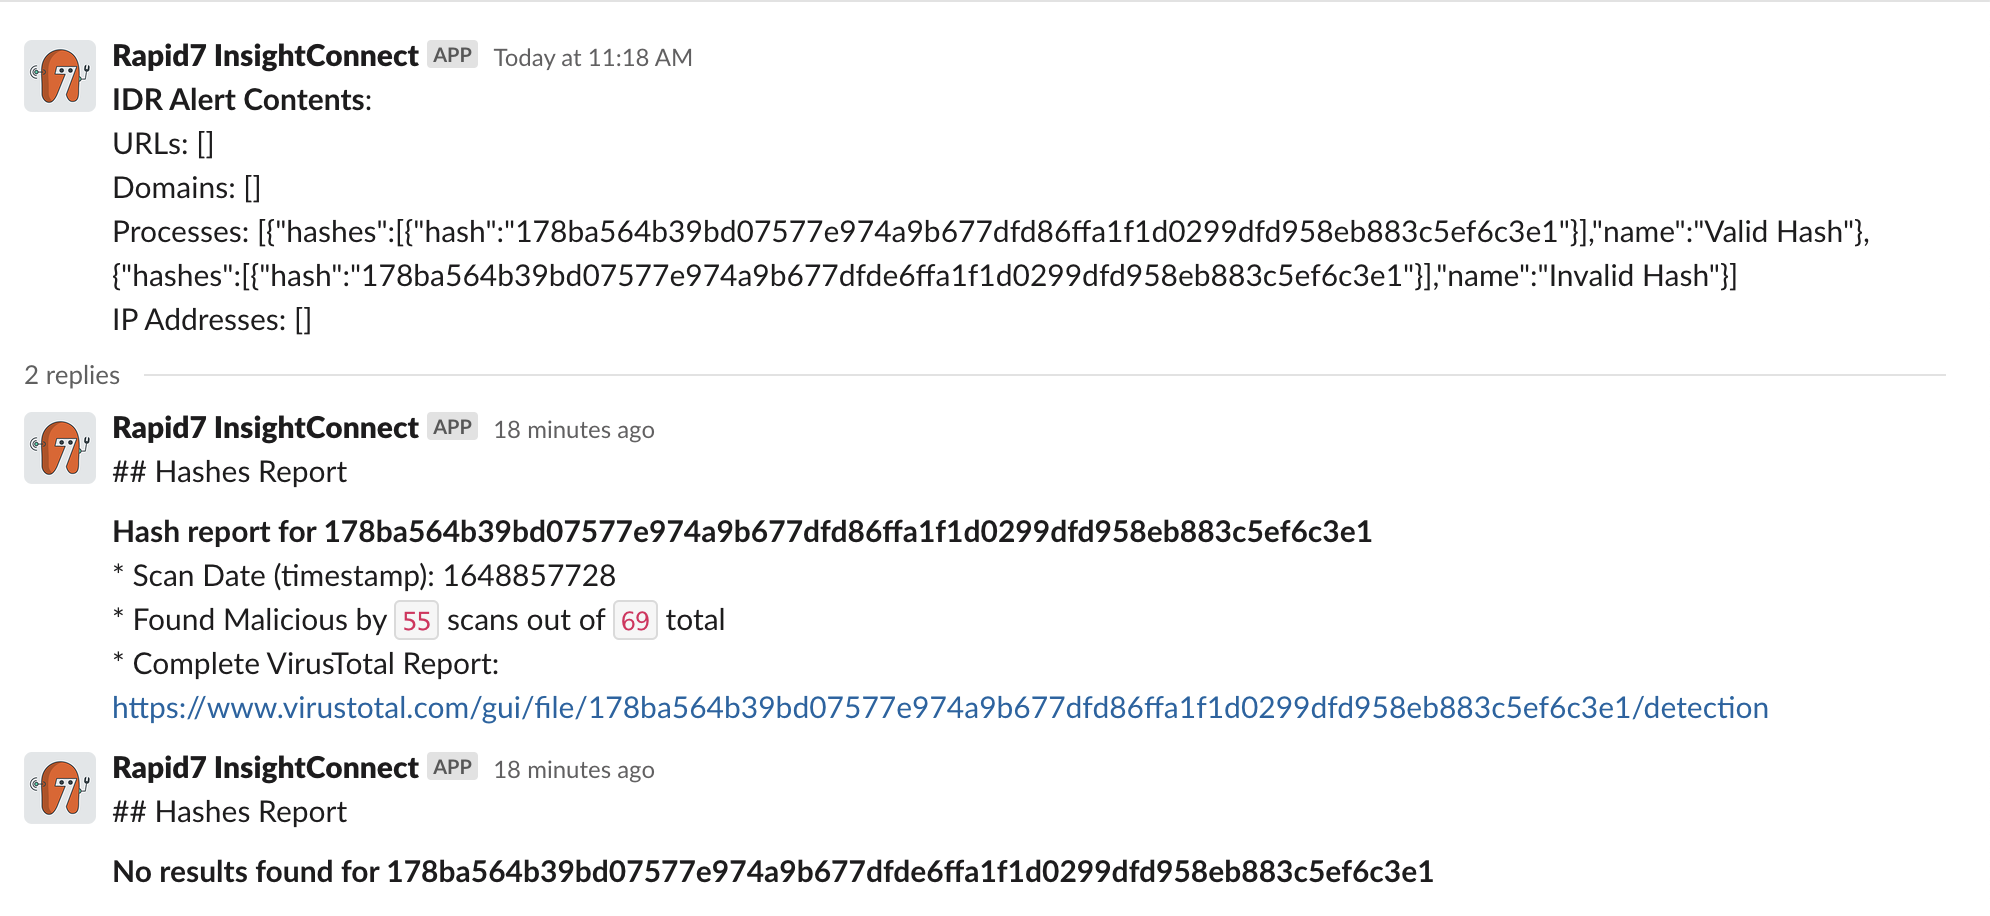 Rapid7 InsightConnect APP Today at 11:18 AM
IDR Alert Contents:
URLs: []
Domains: []
Processes: [{"hashes":[{"hash":"178ba564b39bd07577e974a9b677dfd86ffa1f1d0299dfd958eb883c5ef6c3e1"}],"name":"Valid Hash"},
{"hashes":[{"hash":"178ba564b39bd07577e974a9b677dfde6ffa1f1d0299dfd958eb883c5ef6c3e1"}],"name":"Invalid Hash"}]
IP Addresses: []
2 replies
Rapid7 InsightConnect APP 18 minutes ago
## Hashes Report
Hash report for 178ba564b39bd07577e974a9b677dfd86ffa1f1d0299dfd958eb883c5ef6c3e1
* Scan Date (timestamp): 1648857728
* Found Malicious by 55 scans out of 69 total
* Complete VirusTotal Report:
https://www.virustotal.com/gui/file/178ba564b39bd07577e974a9b677dfd86ffa1f1d0299dfd958eb883c5ef6c3e1/detection
Rapid7 InsightConnect APP 18 minutes ago
## Hashes Report
No results found for 178ba564b39bd07577e974a9b677dfde6ffa1f1d0299dfd958eb883c5ef6c3e1